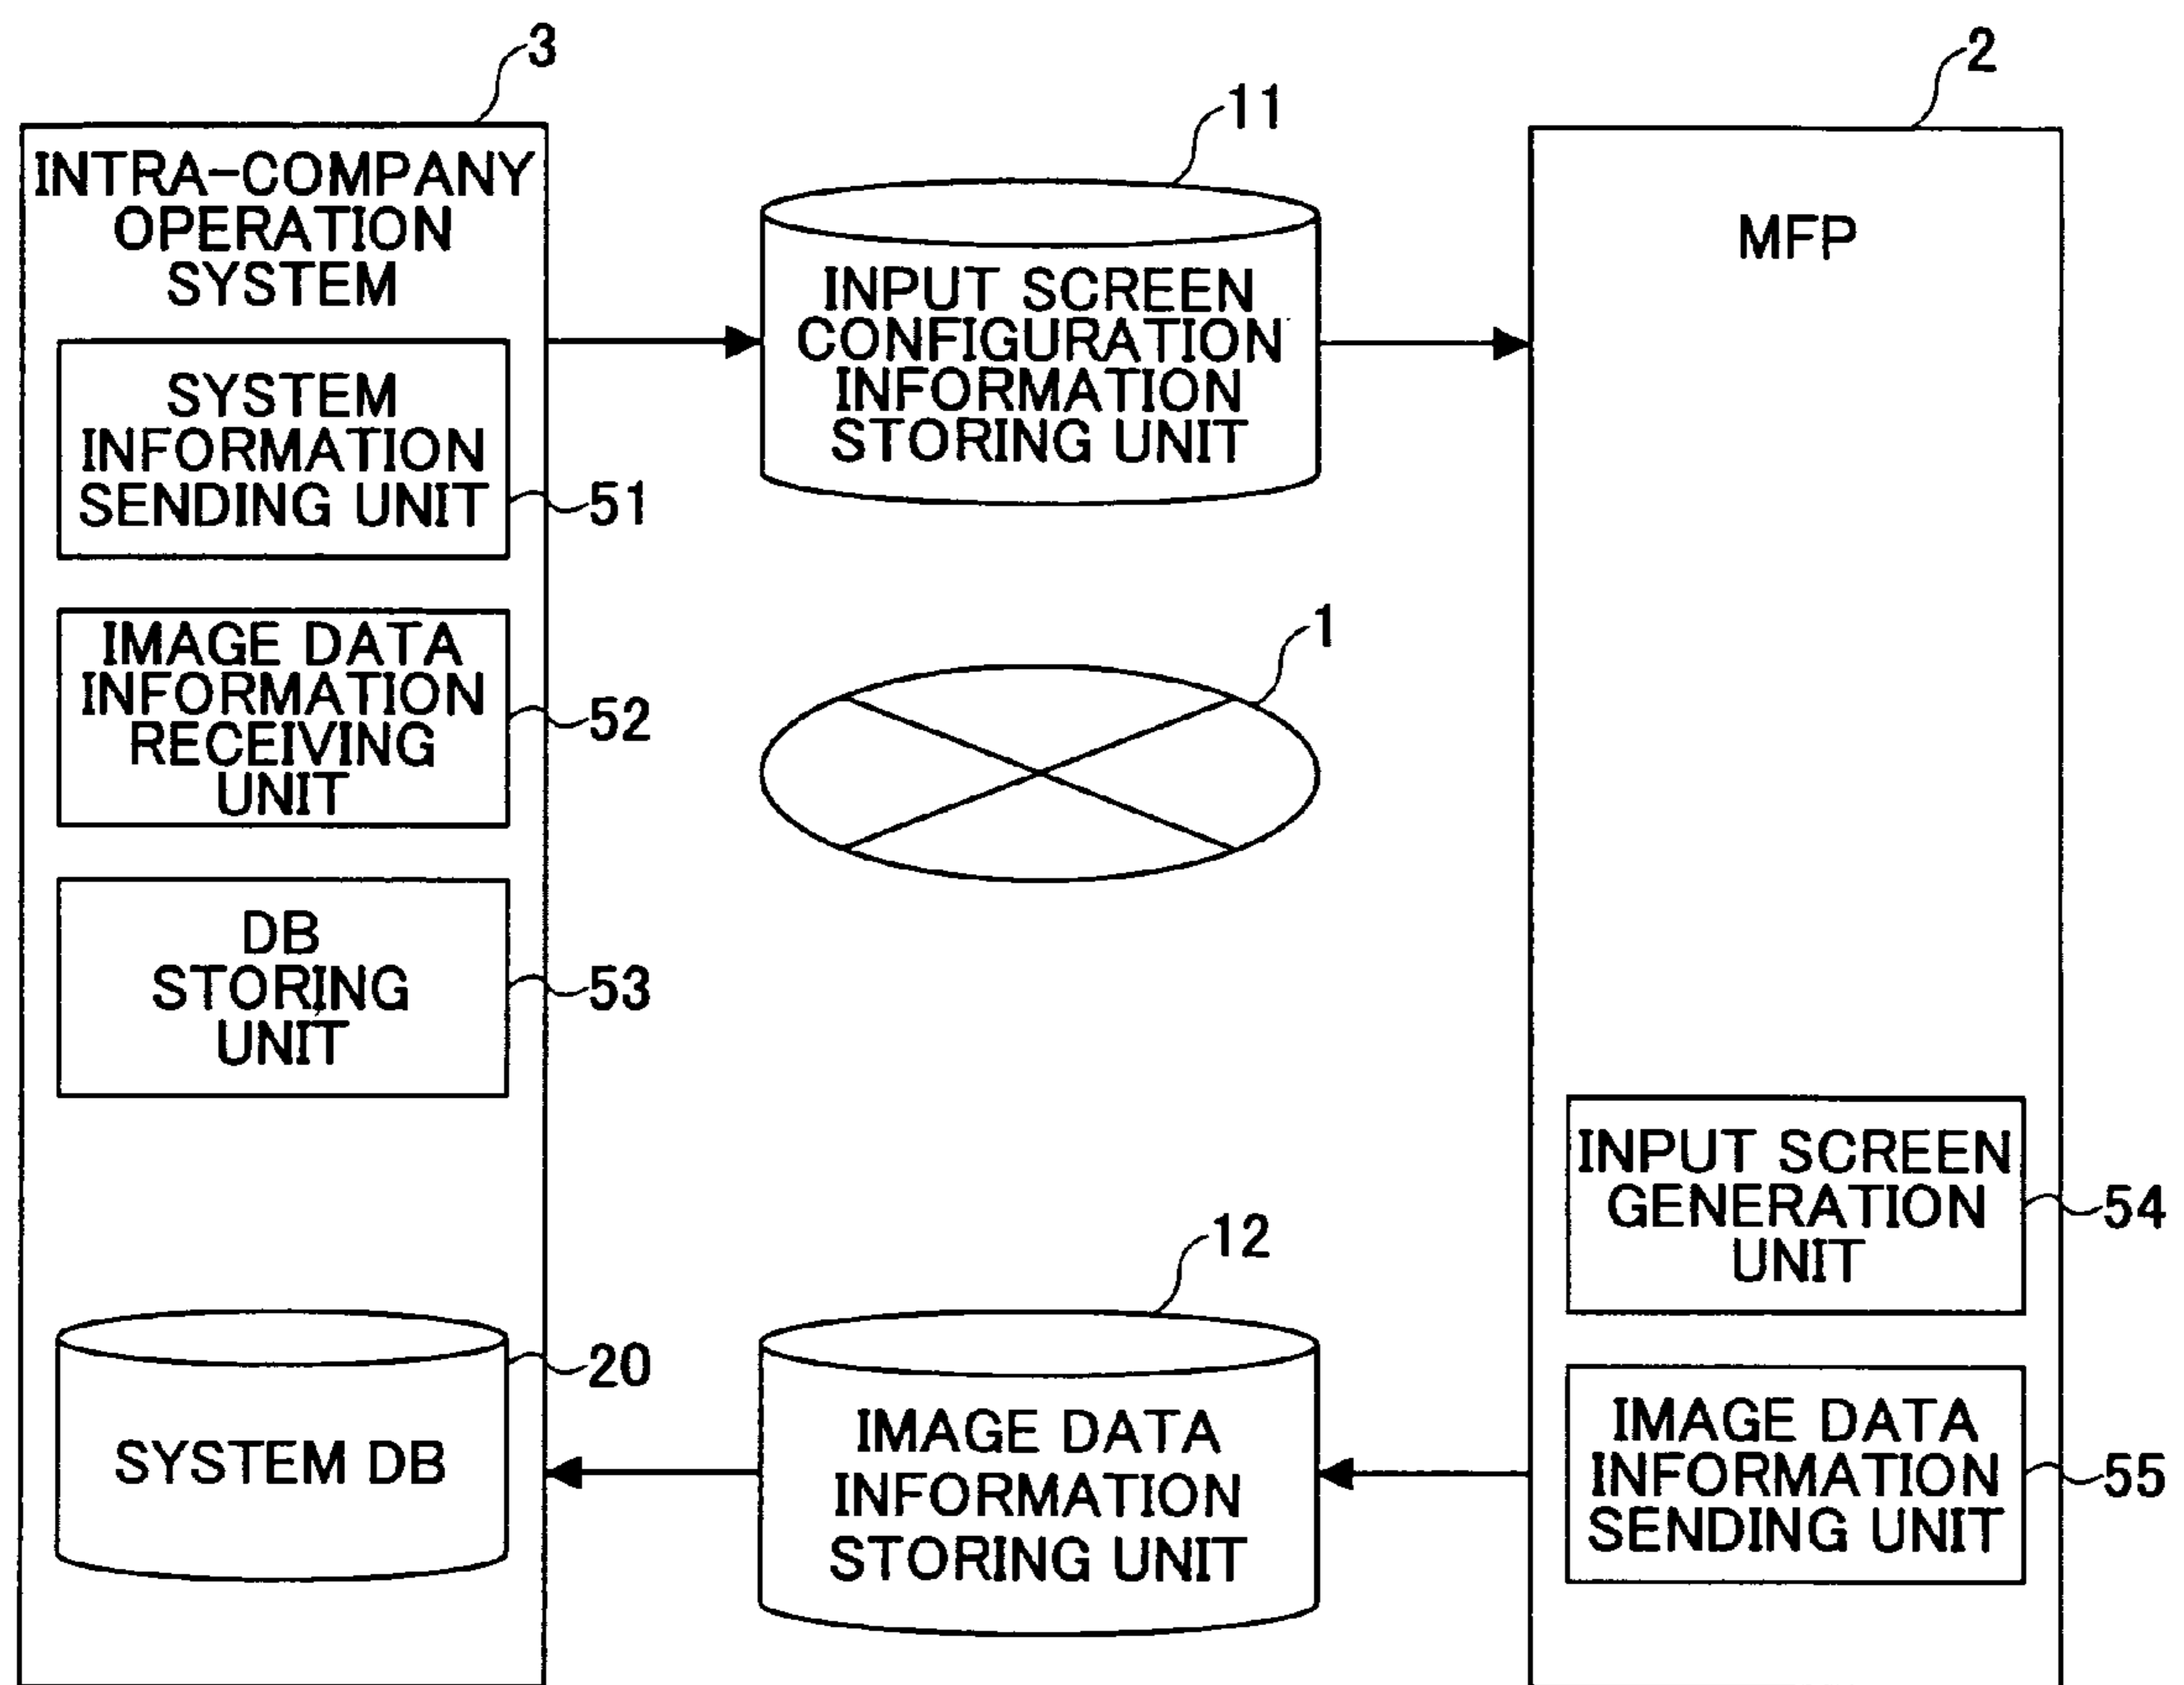 3
INTRA-COMPANY
OPERATION
SYSTEM
SYSTEM
INFORMATION
SENDING UNIT
51
IMAGE DATA
INFORMATION
RECEIVING
UNIT
52
DB
STORING
UNIT
53
20
SYSTEM DB
11
INPUT SCREEN
CONFIGURATION
INFORMATION
STORING UNIT
1
12
IMAGE DATA
INFORMATION
STORING UNIT
2
MFP
INPUT SCREEN
GENERATION
UNIT
54
IMAGE DATA
INFORMATION
SENDING UNIT
55